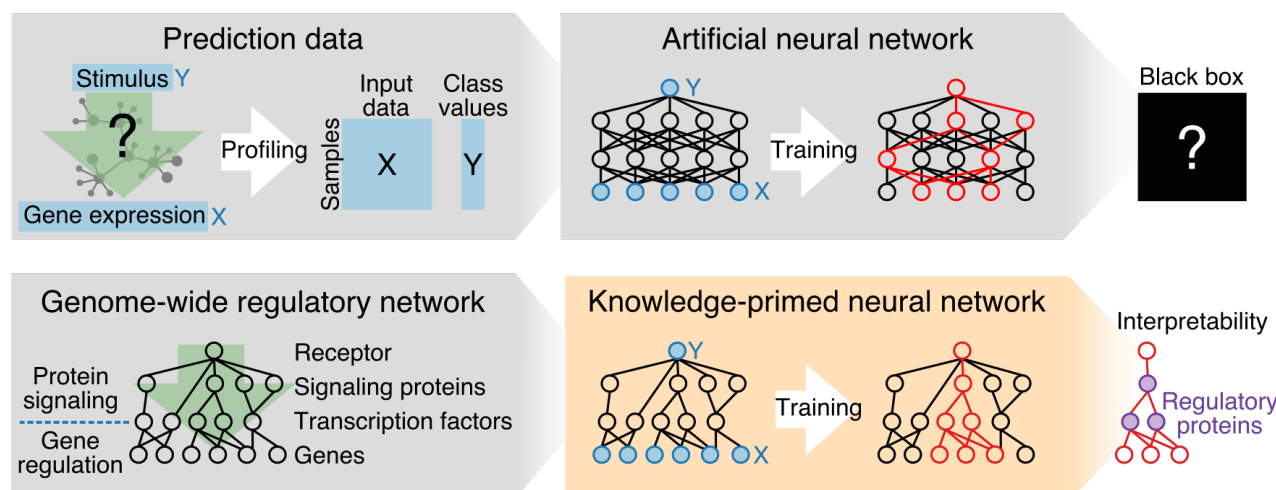 Prediction data
Stimulus Y
?
Gene expression X
Profiling
Input
data
Class
values
Samples
X
Y
Artificial neural network
Y
X
Training
Black box
?
Genome-wide regulatory network
Protein
signaling
Gene
regulation
Receptor
Signaling proteins
Transcription factors
Genes
Knowledge-primed neural network
Y
X
Training
Interpretability
Regulatory
proteins